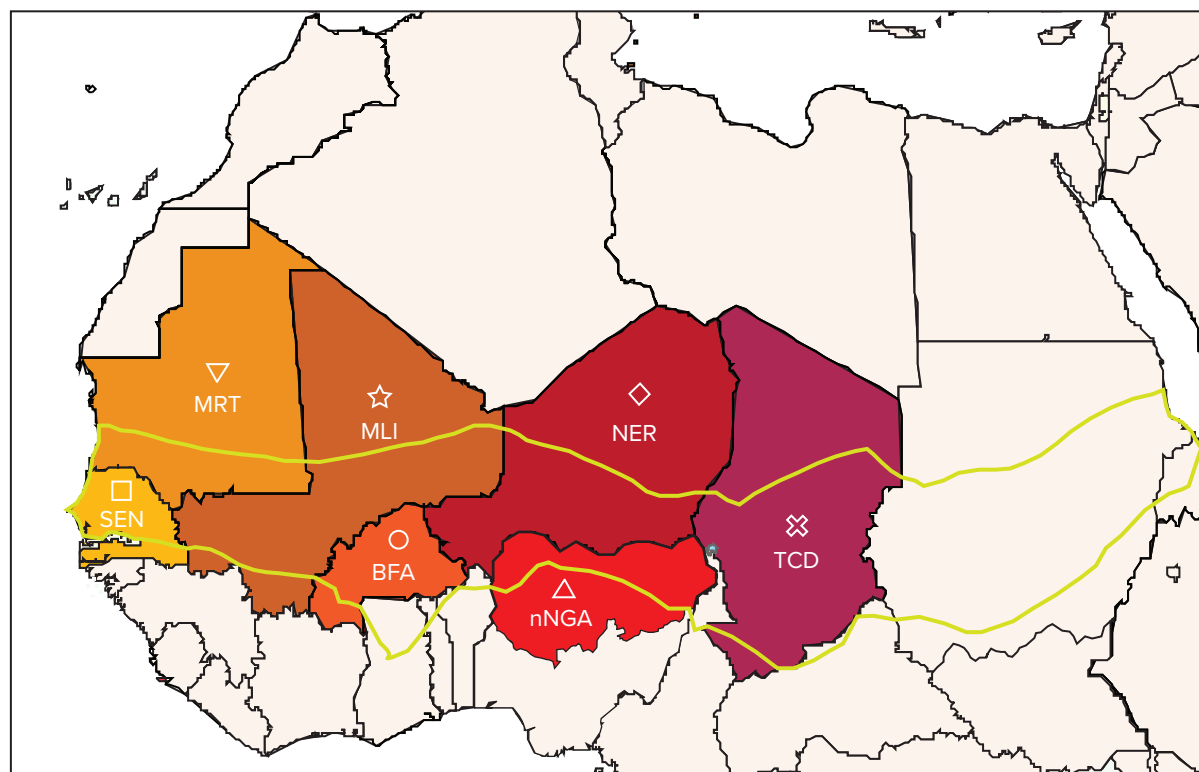 MRT
MLI
NER
SEN
BFA
TCD
nNGA